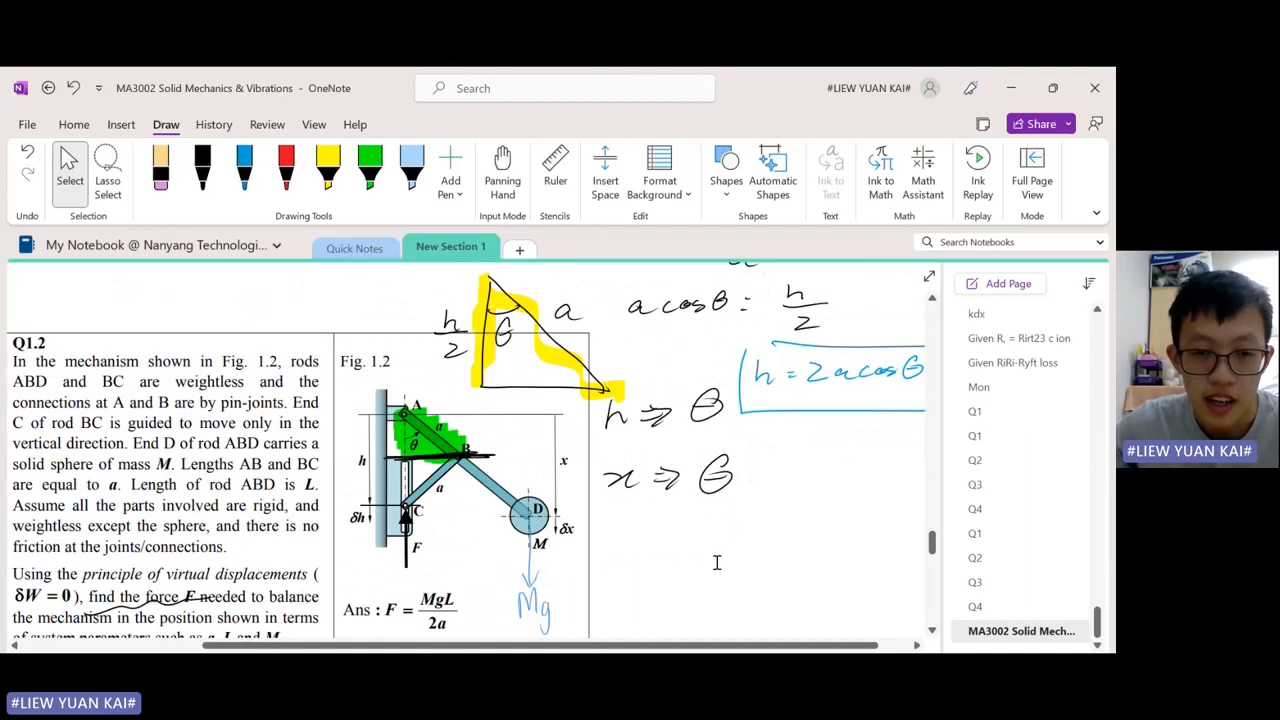 MA3002 Solid Mechanics & Vibrations - OneNote
Search
#LIEW YUAN KAI#
File Home Insert Draw History Review View Help
Share
Undo
Select
Lasso Select
Selection
Add Pen
Drawing Tools
Panning Hand
Input Mode
Ruler
Stencils
Insert Space
Format Background
Edit
Shapes
Automatic Shapes
Shapes
Ink to Text
Text
Ink to Math
Math Assistant
Math
Ink Replay
Replay
Full Page View
Mode
My Notebook @ Nanyang Technologi...
Quick Notes
New Section 1
Search Notebooks
Add Page
kdx
Given R, = Rirt23 c ion
Given RiRi-Ryft loss
Mon
Q1
Q1
Q2
Q3
Q4
Q1
Q2
Q3
Q4
MA3002 Solid Mech...
h/2
θ
a
a cosθ = h/2
h = 2a cosθ
h ⇒ θ
x ⇒ θ
Q1.2
In the mechanism shown in Fig. 1.2, rods
ABD and BC are weightless and the
connections at A and B are by pin-joints. End
C of rod BC is guided to move only in the
vertical direction. End D of rod ABD carries a
solid sphere of mass M. Lengths AB and BC
are equal to a. Length of rod ABD is L.
Assume all the parts involved are rigid, and
weightless except the sphere, and there is no
friction at the joints/connections.
Using the principle of virtual displacements (
δW = 0), find the force F needed to balance
the mechanism in the position shown in terms
of system parameters such as a, L and M.
Fig. 1.2
A
a
θ
B
h
x
a
δh
C
D
δx
M
F
Mg
Ans : F = MgL/2a
#LIEW YUAN KAI#
#LIEW YUAN KAI#